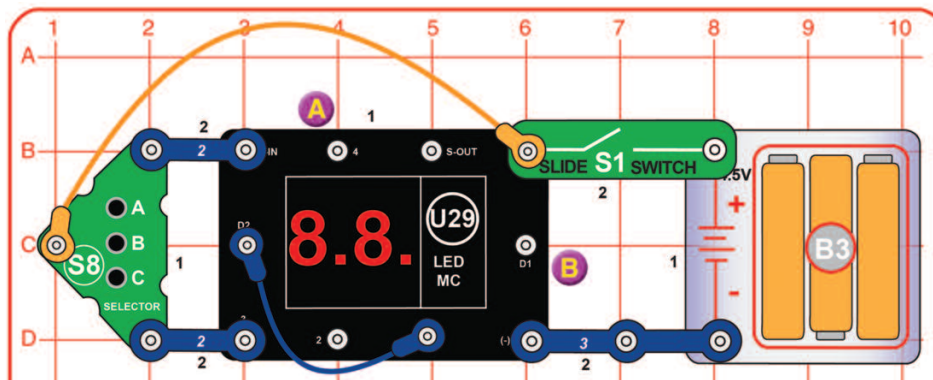 1 2 3 4 5 6 7 8 9 10
A
A
1
2
B
2
-IN
4
S-OUT
SLIDE S1 SWITCH
2
.5V
A
D2
8.8.
U29
+
C
B
S8
C
1
LED
MC
D1
B
1
B3
-
SELECTOR
D
2
2
2
(-)
3
2